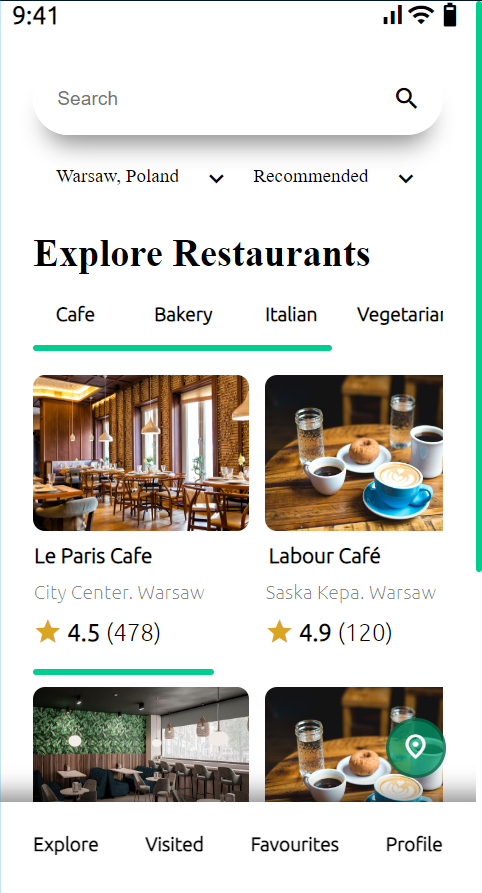 9:41
Search
Warsaw, Poland Recommended
Explore Restaurants
Cafe Bakery Italian Vegetarian
Le Paris Cafe Labour Café
City Center. Warsaw Saska Kepa. Warsaw
4.5 (478) 4.9 (120)
Explore Visited Favourites Profile